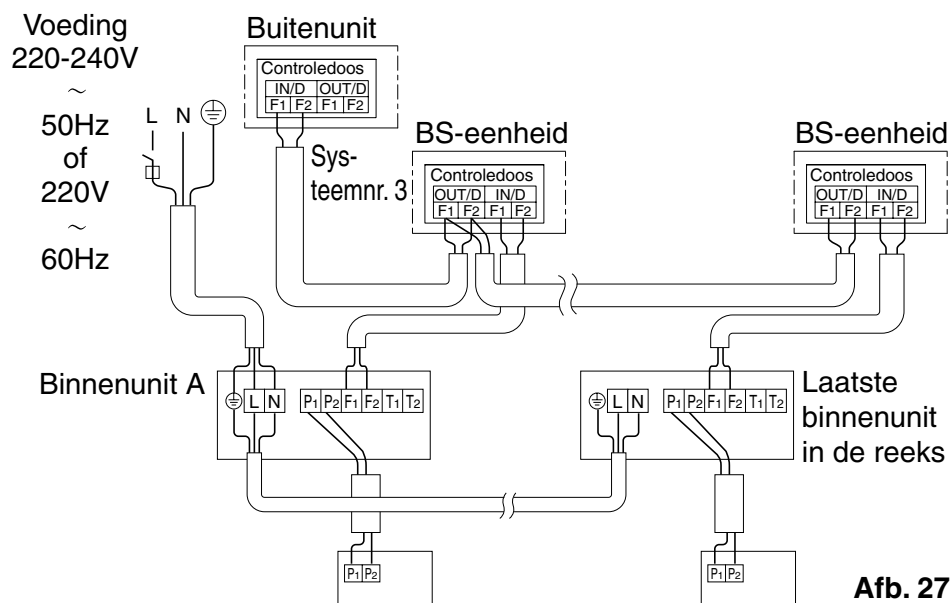 Voeding
220-240V
~
50Hz
of
220V
~
60Hz
L N
Buitenunit
Controledoos
IN/D OUT/D
F1 F2 F1 F2
Sys-
teemnr. 3
BS-eenheid
Controledoos
OUT/D IN/D
F1 F2 F1 F2
BS-eenheid
Controledoos
OUT/D IN/D
F1 F2 F1 F2
Binnenunit A
L N
P1 P2 F1 F2 T1 T2
L N
P1 P2 F1 F2 T1 T2
Laatste
binnenunit
in de reeks
P1 P2
P1 P2
Afb. 27